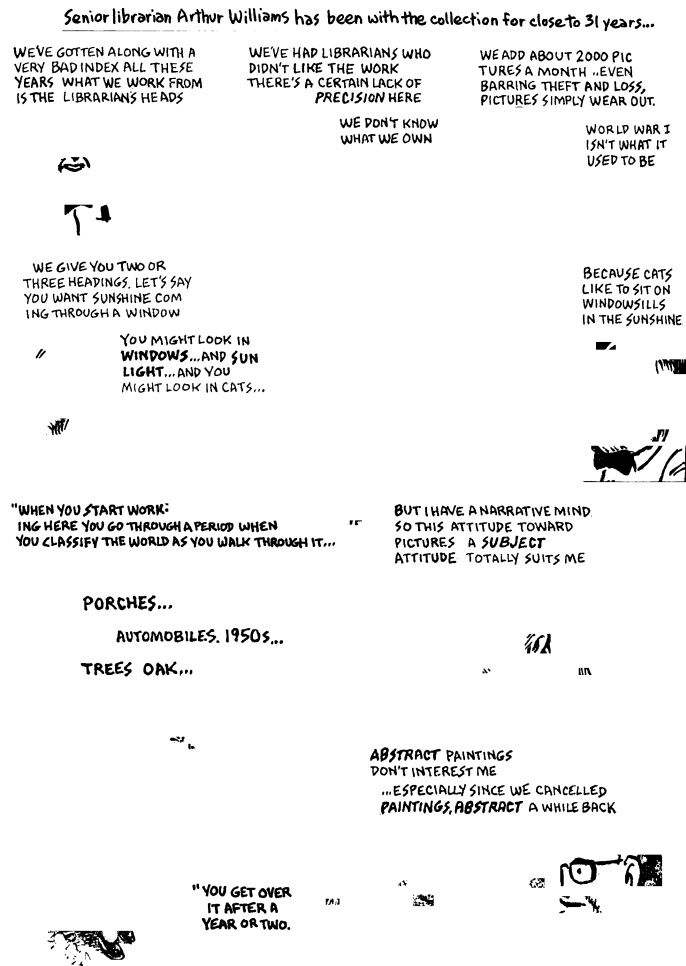 Senior librarian Arthur Williams has been with the collection for close to 31 years...
WE'VE GOTTEN ALONG WITH A
VERY BAD INDEX ALL THESE
YEARS WHAT WE WORK FROM
IS THE LIBRARIAN'S HEADS
WE'VE HAD LIBRARIANS WHO
DIDN'T LIKE THE WORK
THERE'S A CERTAIN LACK OF
PRECISION HERE
WE DON'T KNOW
WHAT WE OWN
WE ADD ABOUT 2000 PIC
TURES A MONTH ..EVEN
BARRING THEFT AND LOSS,
PICTURES SIMPLY WEAR OUT.
WORLD WAR I
ISN'T WHAT IT
USED TO BE
WE GIVE YOU TWO OR
THREE HEADINGS. LET'S SAY
YOU WANT SUNSHINE COM
ING THROUGH A WINDOW
YOU MIGHT LOOK IN
WINDOWS...AND SUN
LIGHT...AND YOU
MIGHT LOOK IN CATS...
BECAUSE CATS
LIKE TO SIT ON
WINDOWSILLS
IN THE SUNSHINE
"WHEN YOU START WORK-
ING HERE YOU GO THROUGH A PERIOD WHEN
YOU CLASSIFY THE WORLD AS YOU WALK THROUGH IT...
PORCHES...
AUTOMOBILES. 1950s...
TREES OAK...
BUT I HAVE A NARRATIVE MIND
SO THIS ATTITUDE TOWARD
PICTURES A SUBJECT
ATTITUDE TOTALLY SUITS ME
ABSTRACT PAINTINGS
DON'T INTEREST ME
...ESPECIALLY SINCE WE CANCELLED
PAINTINGS, ABSTRACT A WHILE BACK
"YOU GET OVER
IT AFTER A
YEAR OR TWO.